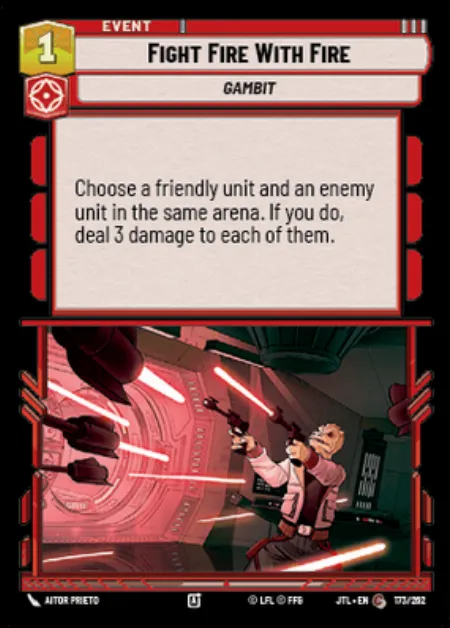 EVENT
1
FIGHT FIRE WITH FIRE
GAMBIT
Choose a friendly unit and an enemy
unit in the same arena. If you do,
deal 3 damage to each of them.
AITOR PRIETO
© LFL © FFG
JTL • EN
C
173/262